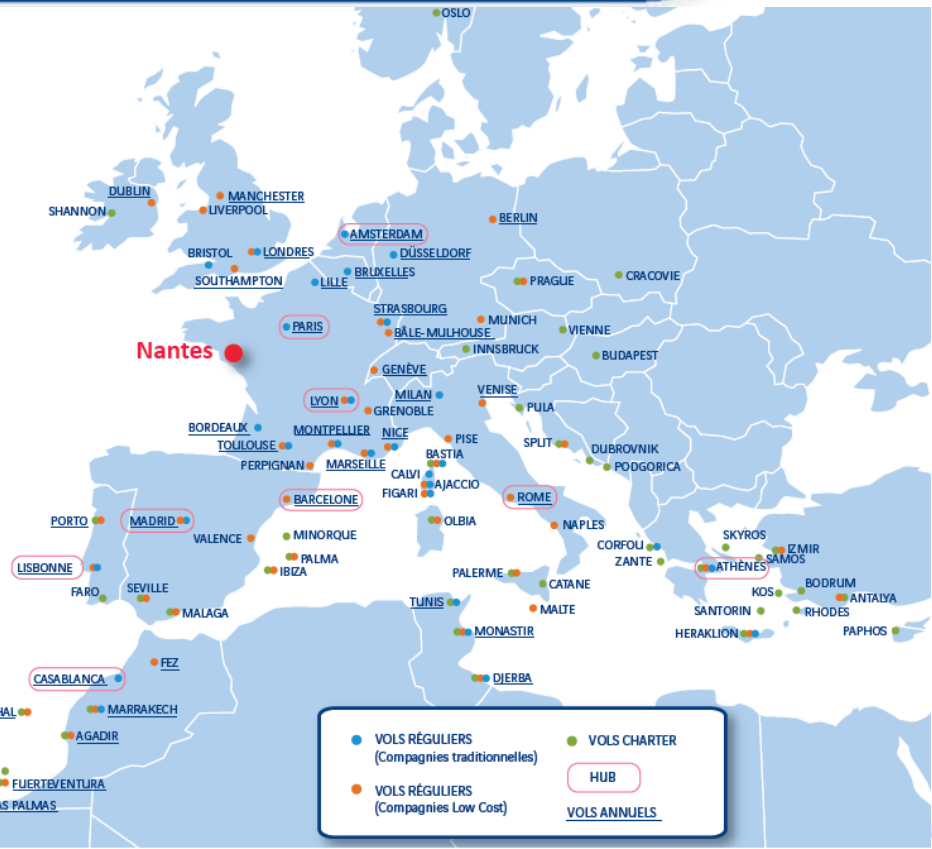 OSLO
DUBLIN
MANCHESTER
SHANNON
LIVERPOOL
BERLIN
AMSTERDAM
BRISTOL
LONDRES
DÜSSELDORF
SOUTHAMPTON
LILLE
BRUXELLES
PRAGUE
CRACOVIE
STRASBOURG
PARIS
BÂLE-MULHOUSE
MUNICH
VIENNE
Nantes
INNSBRUCK
BUDAPEST
GENÈVE
LYON
MILAN
VENISE
GRENOBLE
PULA
BORDEAUX
MONTPELLIER
NICE
TOULOUSE
PISE
SPLIT
DUBROVNIK
PERPIGNAN
MARSEILLE
BASTIA
PODGORICA
CALVI
AJACCIO
FIGARI
BARCELONE
ROME
PORTO
MADRID
OLBIA
NAPLES
VALENCE
MINORQUE
SKYROS
CORFOU
IZMIR
PALMA
ZANTE
SAMOS
LISBONNE
IBIZA
PALERME
ATHÈNES
CATANE
BODRUM
FARO
SEVILLE
KOS
ANTALYA
TUNIS
MALTE
SANTORIN
RHODES
MALAGA
MONASTIR
HERAKLION
PAPHOS
FEZ
CASABLANCA
DJERBA
HAL
MARRAKECH
AGADIR
FUERTEVENTURA
AS PALMAS
VOLS RÉGULIERS
(Compagnies traditionnelles)
VOLS RÉGULIERS
(Compagnies Low Cost)
VOLS CHARTER
HUB
VOLS ANNUELS